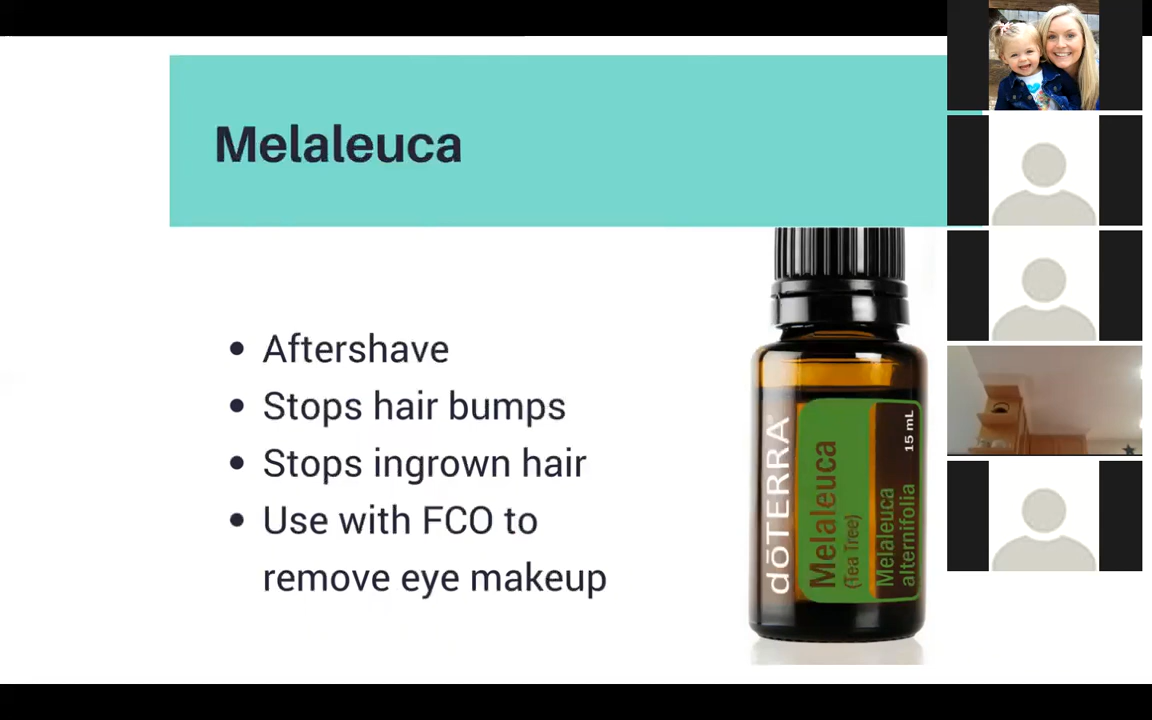 Melaleuca
Aftershave
Stops hair bumps
Stops ingrown hair
Use with FCO to
remove eye makeup
dōTERRA®
Melaleuca
(Tea Tree)
Melaleuca
alternifolia
15 mL